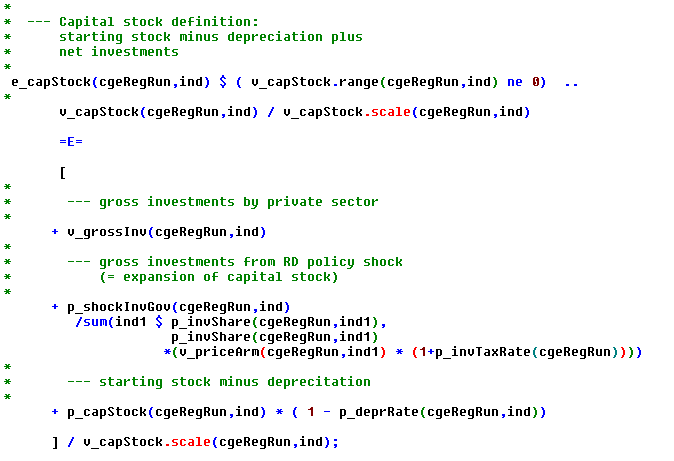 *
*  --- Capital stock definition:
*      starting stock minus depreciation plus
*      net investments
*
e_capStock(cgeRegRun,ind) $ ( v_capStock.range(cgeRegRun,ind) ne 0)  ..
*
v_capStock(cgeRegRun,ind) / v_capStock.scale(cgeRegRun,ind)
=E=
[
*
*       --- gross investments by private sector
*
+ v_grossInv(cgeRegRun,ind)
*
*       --- gross investments from RD policy shock
*           (= expansion of capital stock)
*
+ p_shockInvGov(cgeRegRun,ind)
/sum(ind1 $ p_invShare(cgeRegRun,ind1),
p_invShare(cgeRegRun,ind1)
*(v_priceArm(cgeRegRun,ind1) * (1+p_invTaxRate(cgeRegRun))))
*
*       --- starting stock minus deprecitation
*
+ p_capStock(cgeRegRun,ind) * ( 1 - p_deprRate(cgeRegRun,ind))
] / v_capStock.scale(cgeRegRun,ind);